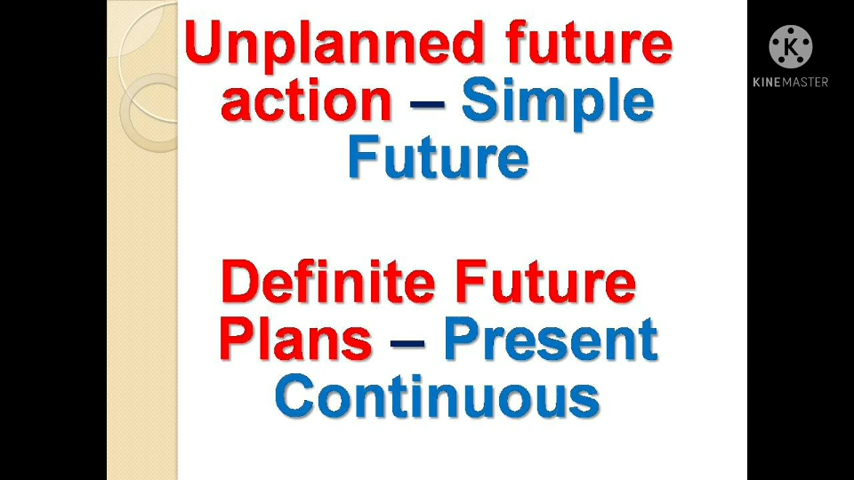 Unplanned future
action – Simple
Future
Definite Future
Plans – Present
Continuous
K
KINEMASTER